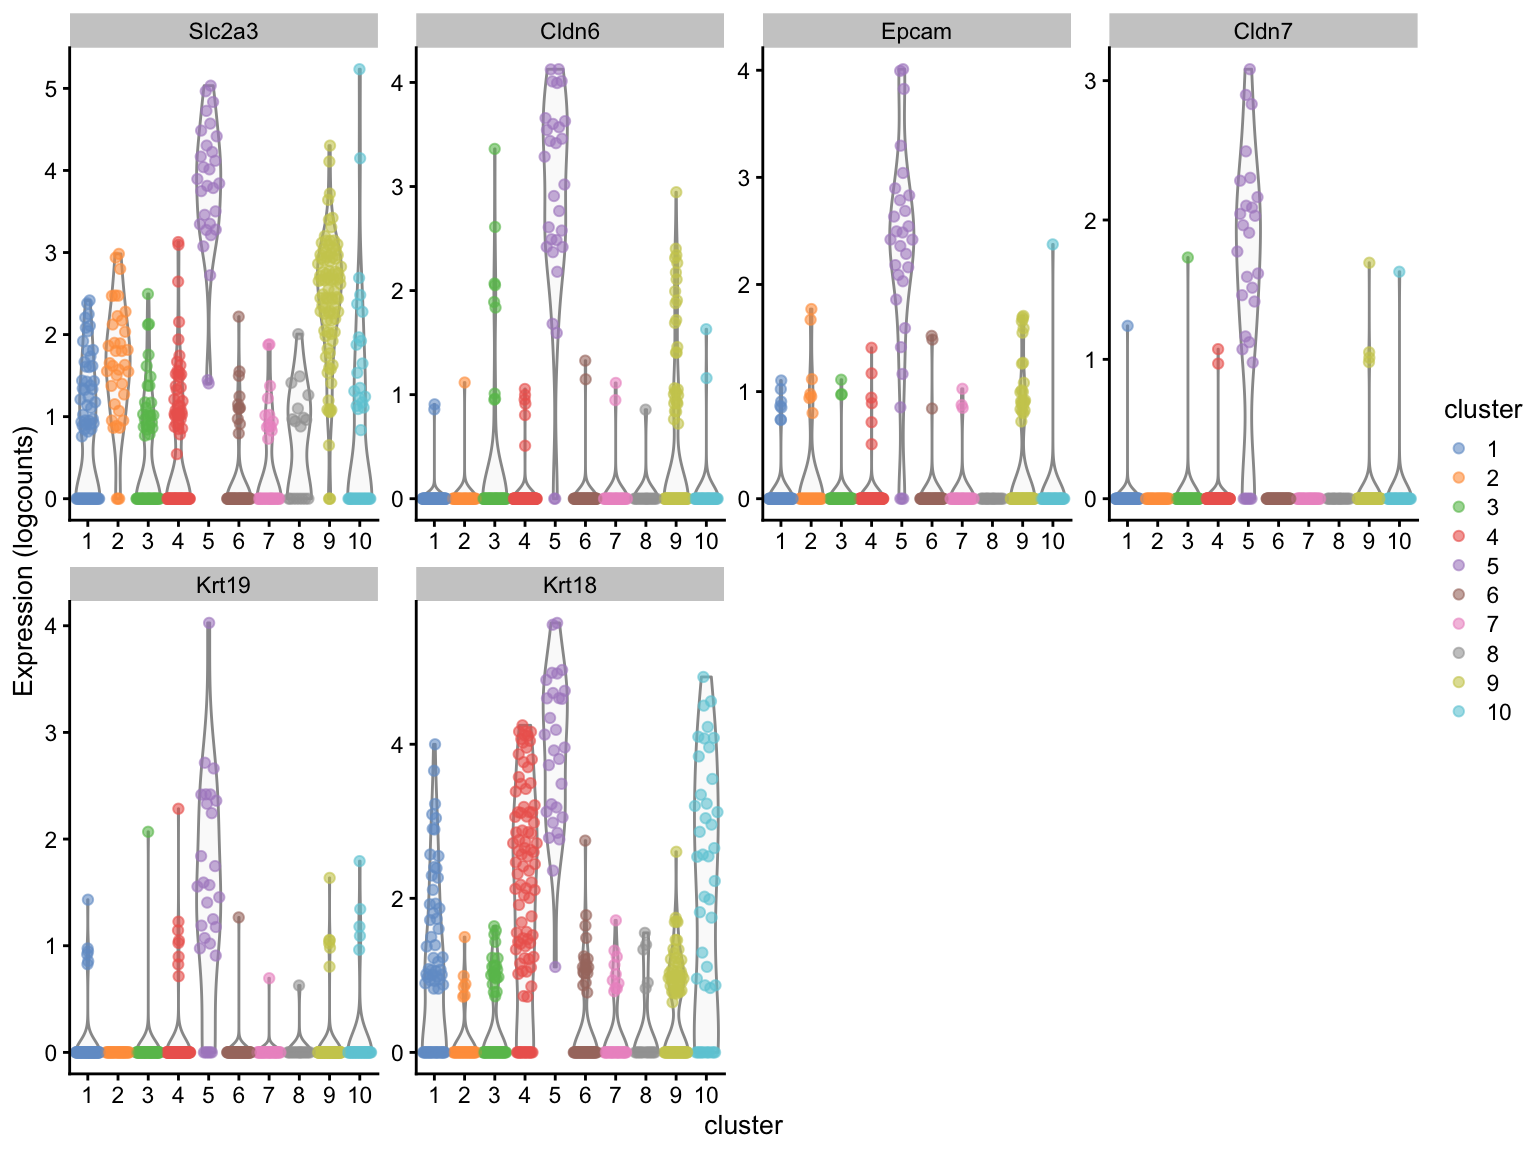 Slc2a3 Cldn6 Epcam Cldn7
5 4 3 2 1 0
4 3 2 1 0
4 3 2 1 0
3 2 1 0
1 2 3 4 5 6 7 8 9 10
1 2 3 4 5 6 7 8 9 10
1 2 3 4 5 6 7 8 9 10
1 2 3 4 5 6 7 8 9 10
Expression (logcounts)
Krt19 Krt18
4 3 2 1 0
4 2 0
1 2 3 4 5 6 7 8 9 10
1 2 3 4 5 6 7 8 9 10
cluster
cluster
1
2
3
4
5
6
7
8
9
10